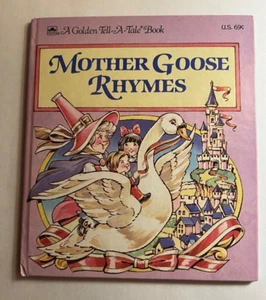 A Golden Tell-A-Tale® Book
U.S. 69¢
MOTHER GOOSE
RHYMES